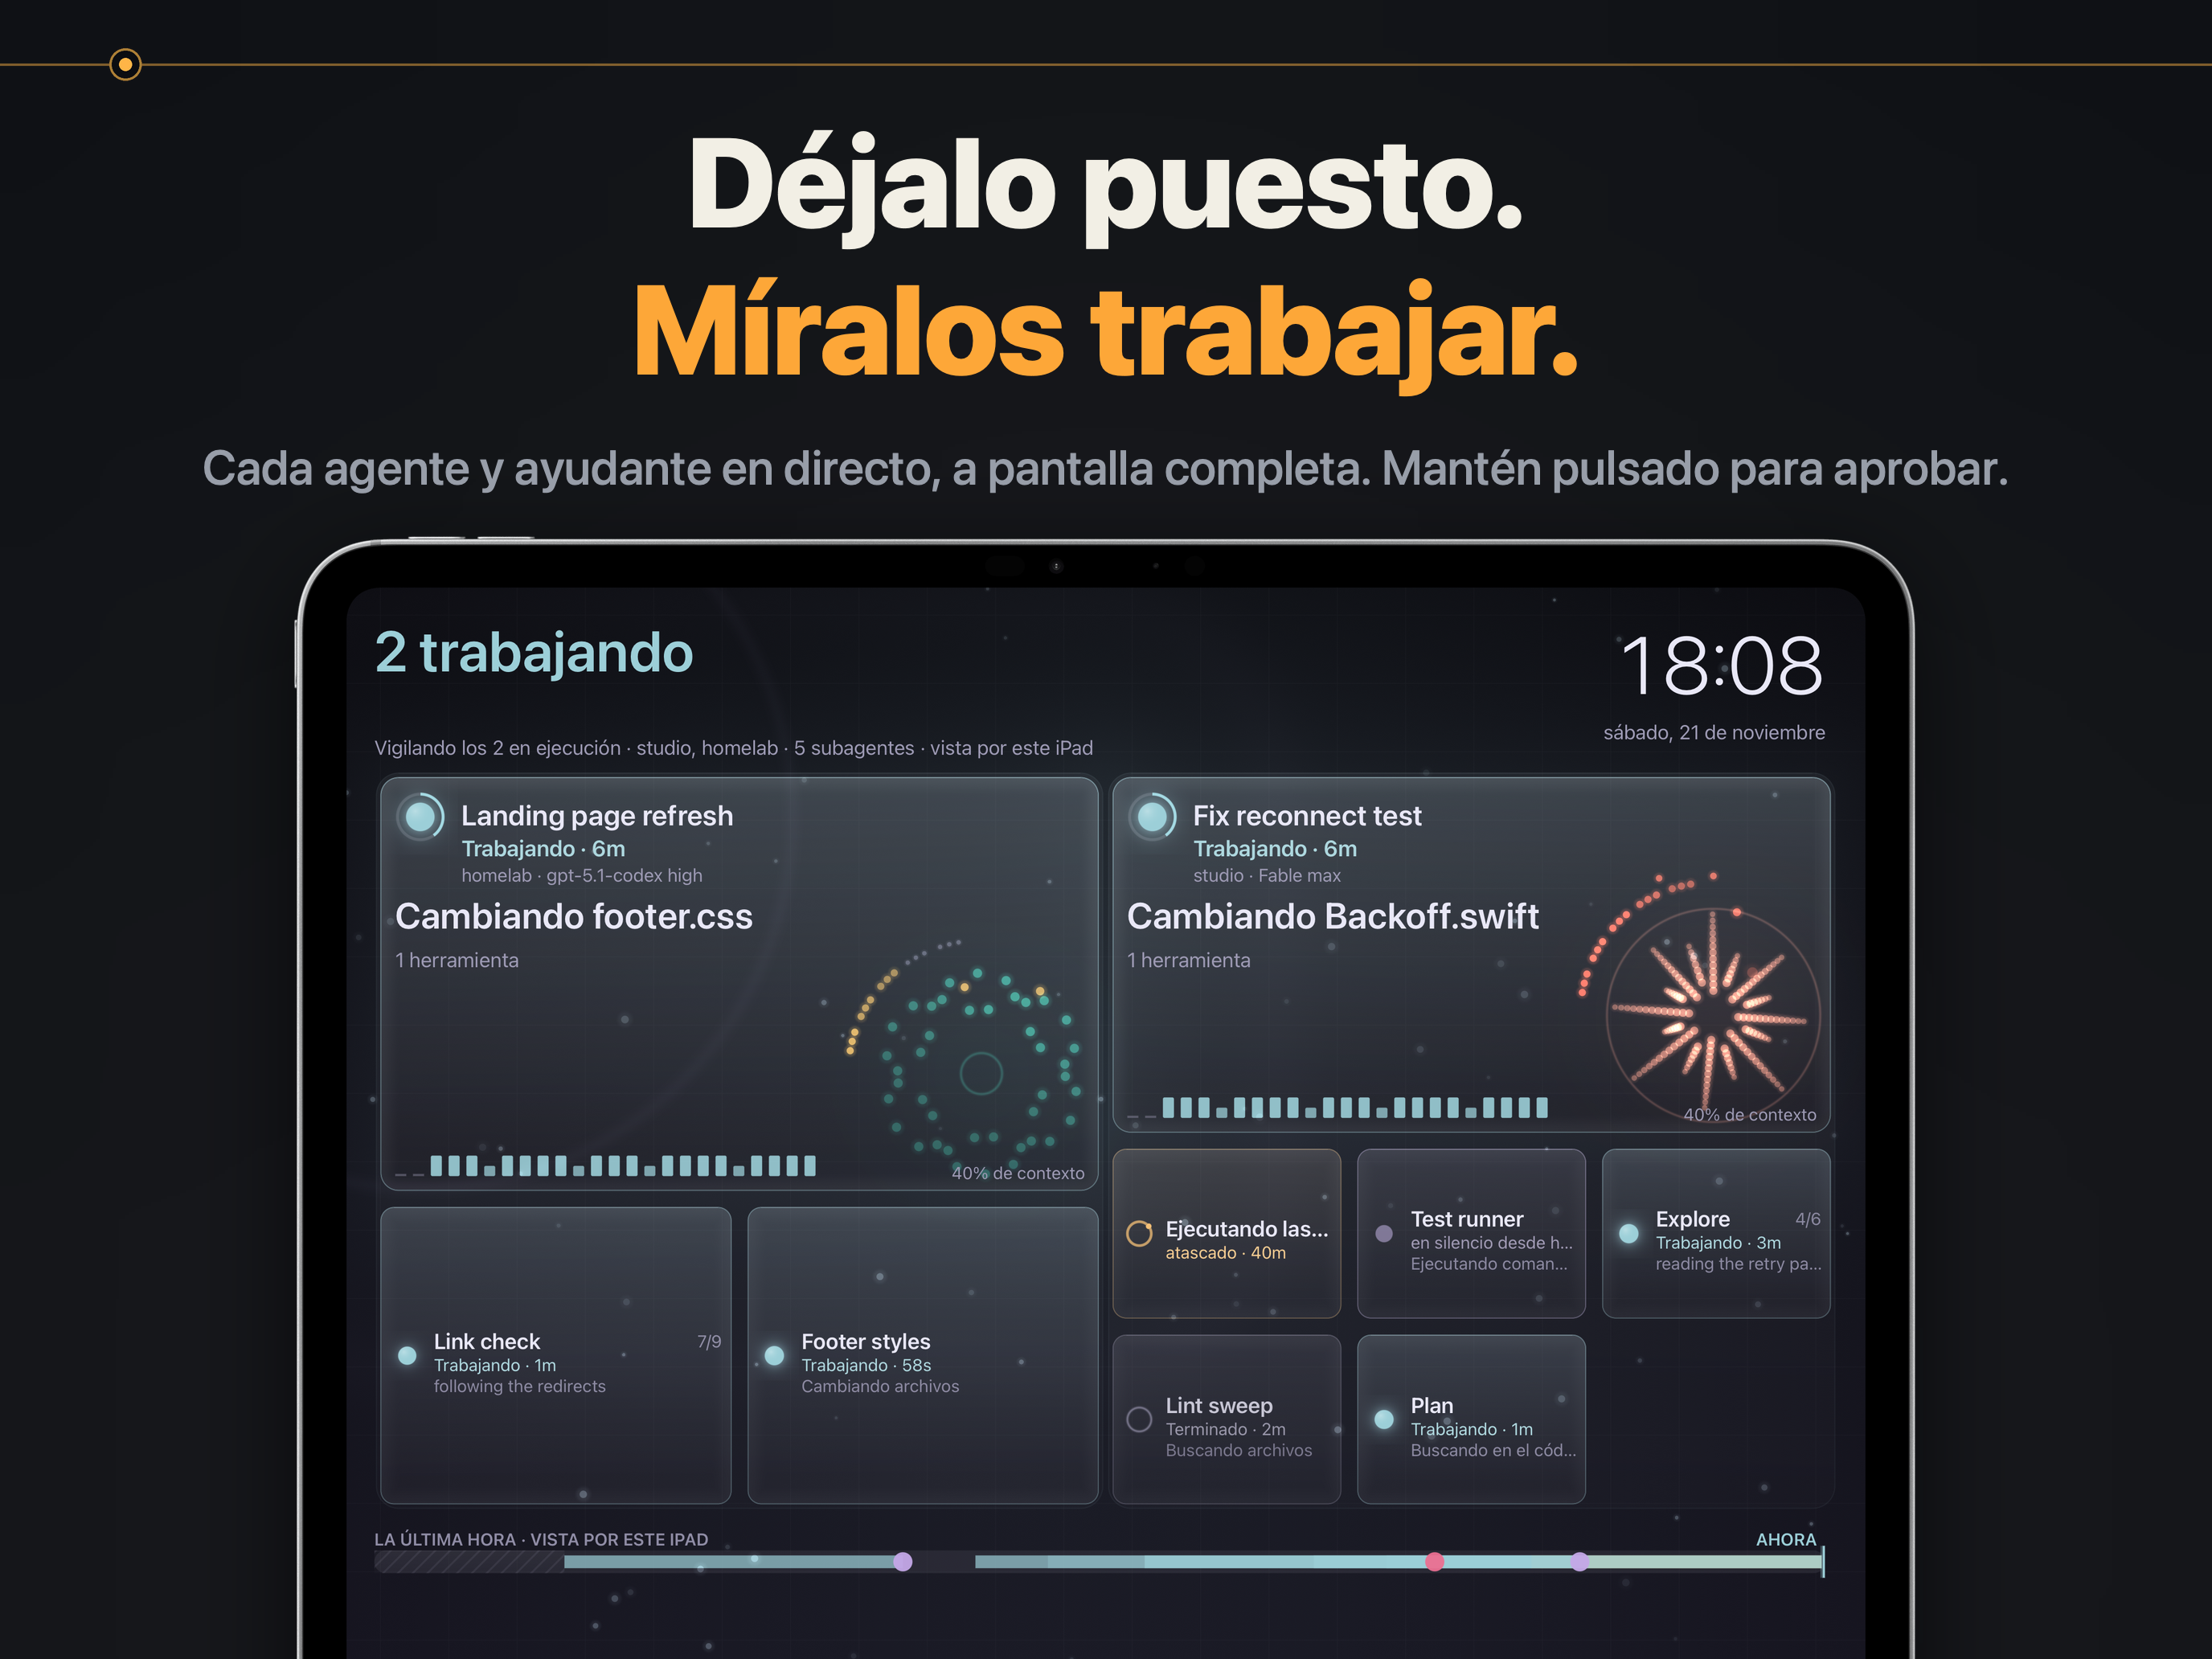 Déjalo puesto.
Míralos trabajar.
Cada agente y ayudante en directo, a pantalla completa. Mantén pulsado para aprobar.
2 trabajando
18:08
sábado, 21 de noviembre
Vigilando los 2 en ejecución · studio, homelab · 5 subagentes · vista por este iPad
Landing page refresh
Trabajando · 6m
homelab · gpt-5.1-codex high
Cambiando footer.css
1 herramienta
40% de contexto
Fix reconnect test
Trabajando · 6m
studio · Fable max
Cambiando Backoff.swift
1 herramienta
40% de contexto
Link check
7/9
Trabajando · 1m
following the redirects
Footer styles
Trabajando · 58s
Cambiando archivos
Ejecutando las...
atascado · 40m
Test runner
en silencio desde h...
Ejecutando coman...
Explore
4/6
Trabajando · 3m
reading the retry pa...
Lint sweep
Terminado · 2m
Buscando archivos
Plan
Trabajando · 1m
Buscando en el cód...
LA ÚLTIMA HORA · VISTA POR ESTE IPAD
AHORA